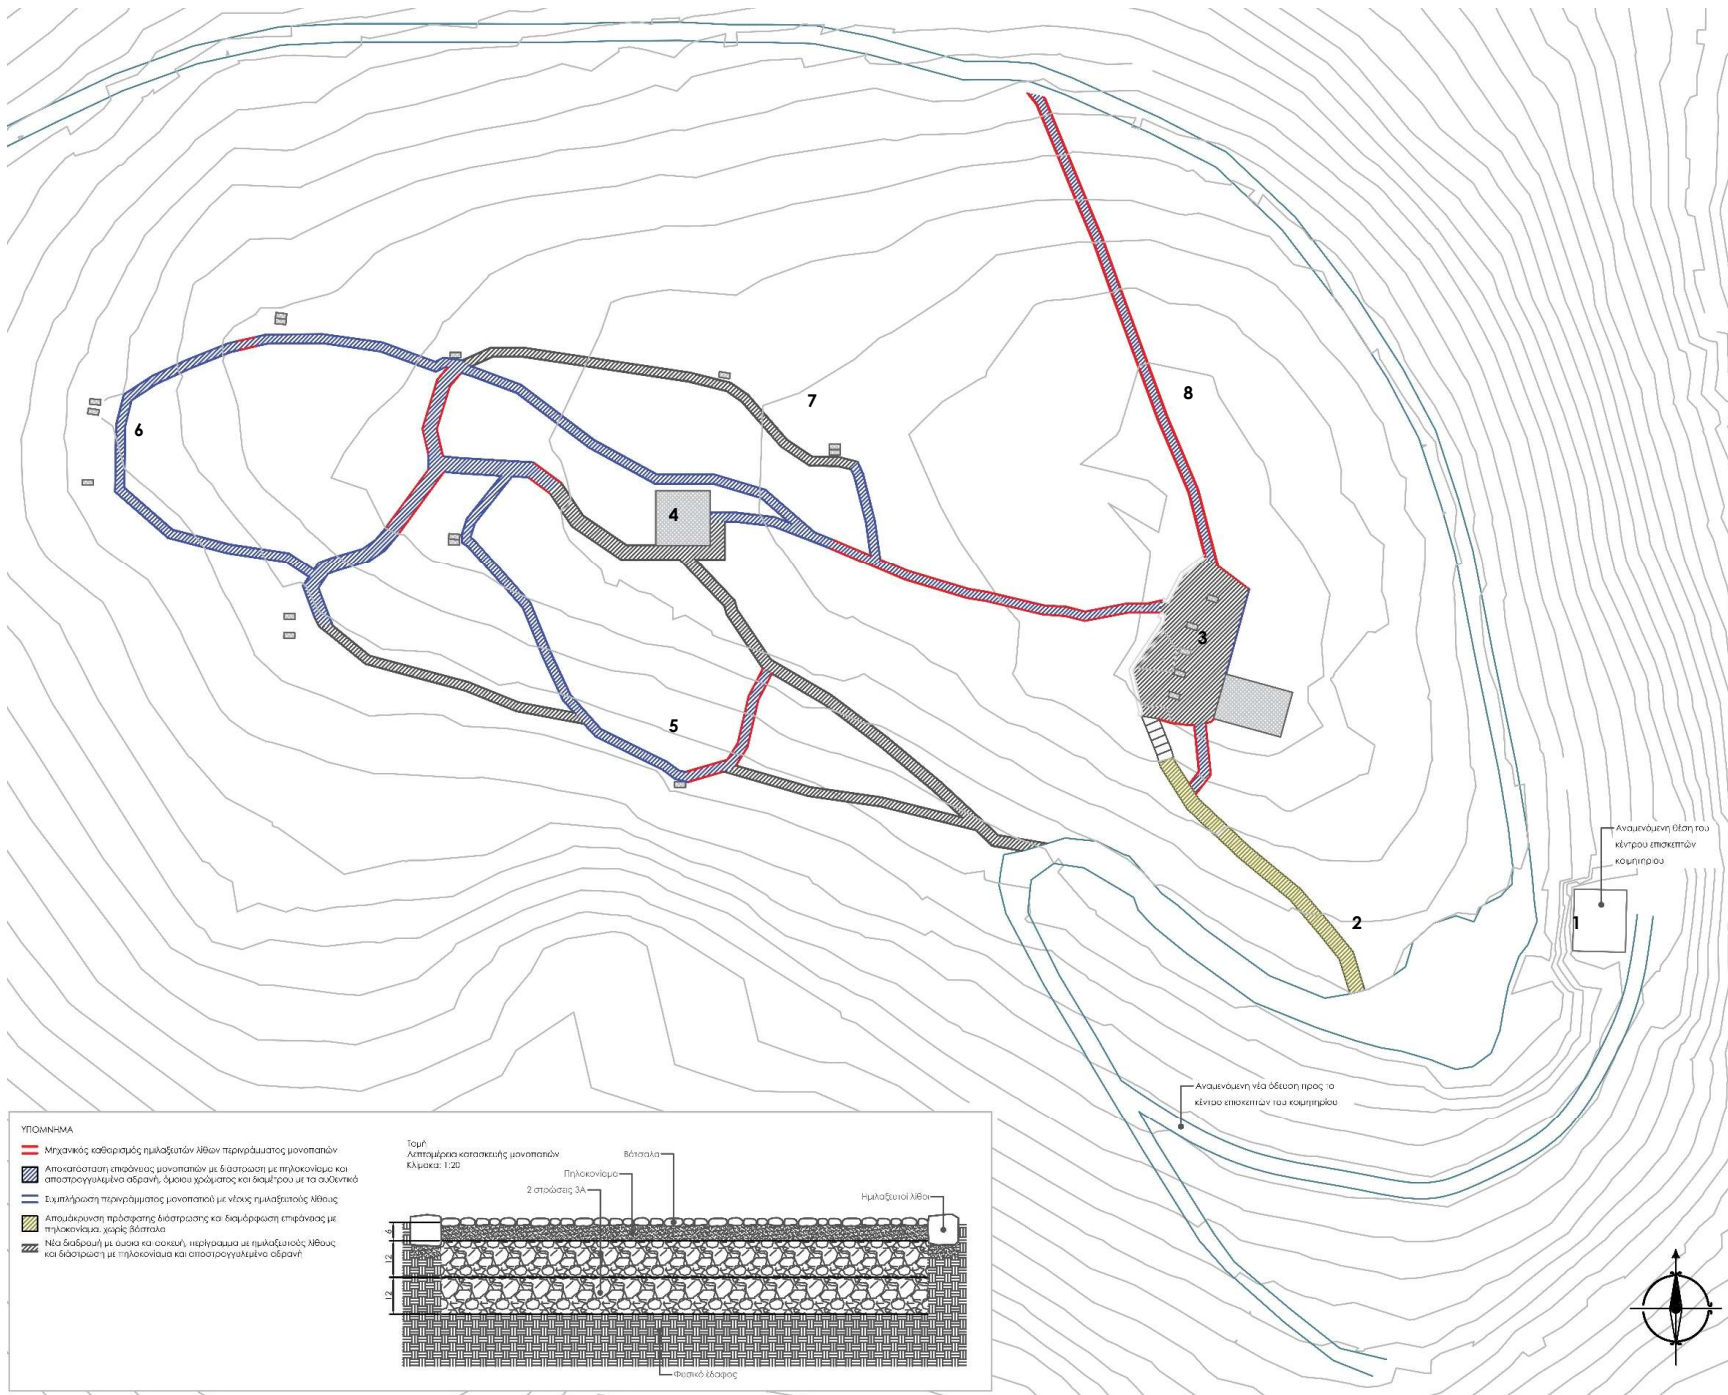 6
7
8
4
3
5
2
1
Αναμενόμενη θέση του
κέντρου επισκεπτών
κοιμητηρίου
Αναμενόμενη νέα όδευση προς το
κέντρο επισκεπτών του κοιμητηρίου
ΥΠΟΜΝΗΜΑ
Μηχανικός καθαρισμός ημιλαξευτών λίθων περιγράμματος μονοπατιών
Αποκατάσταση επιφάνειας μονοπατιών με διάστρωση με πηλοκονίαμα και
αποστρογγυλεμένα αδρανή, όμοιου χρώματος και διαμέτρου με τα αυθεντικά
Συμπλήρωση περιγράμματος μονοπατιού με νέους ημιλαξευτούς λίθους
Απομάκρυνση πρόσφατης διάστρωσης και διαμόρφωση επιφάνειας με
πηλοκονίαμα, χωρίς βότσαλα
Νέα διαδρομή με όμοια κατασκευή, περίγραμμα με ημιλαξευτούς λίθους
και διάστρωση με πηλοκονίαμα και αποστρογγυλεμένα αδρανή
Τομή
Λεπτομέρεια κατασκευής μονοπατιών
Κλίμακα: 1:20
Βότσαλα
Πηλοκονίαμα
2 στρώσεις 3Α
Ημιλαξευτοί λίθοι
6
12
12
Φυσικό έδαφος